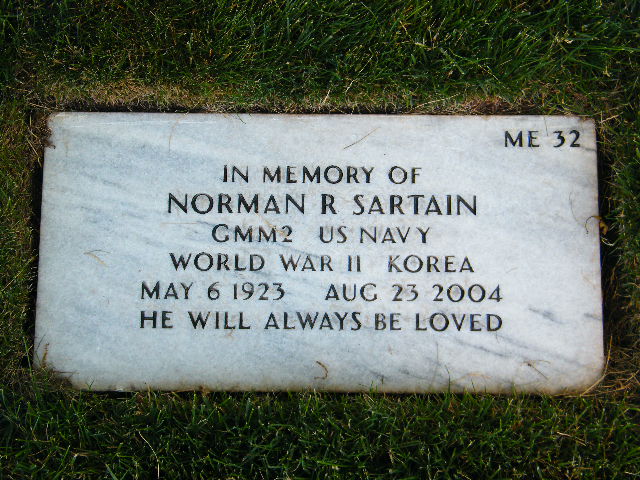 ME 32
IN MEMORY OF
NORMAN R SARTAIN
GMM2 US NAVY
WORLD WAR II KOREA
MAY 6 1923 AUG 23 2004
HE WILL ALWAYS BE LOVED